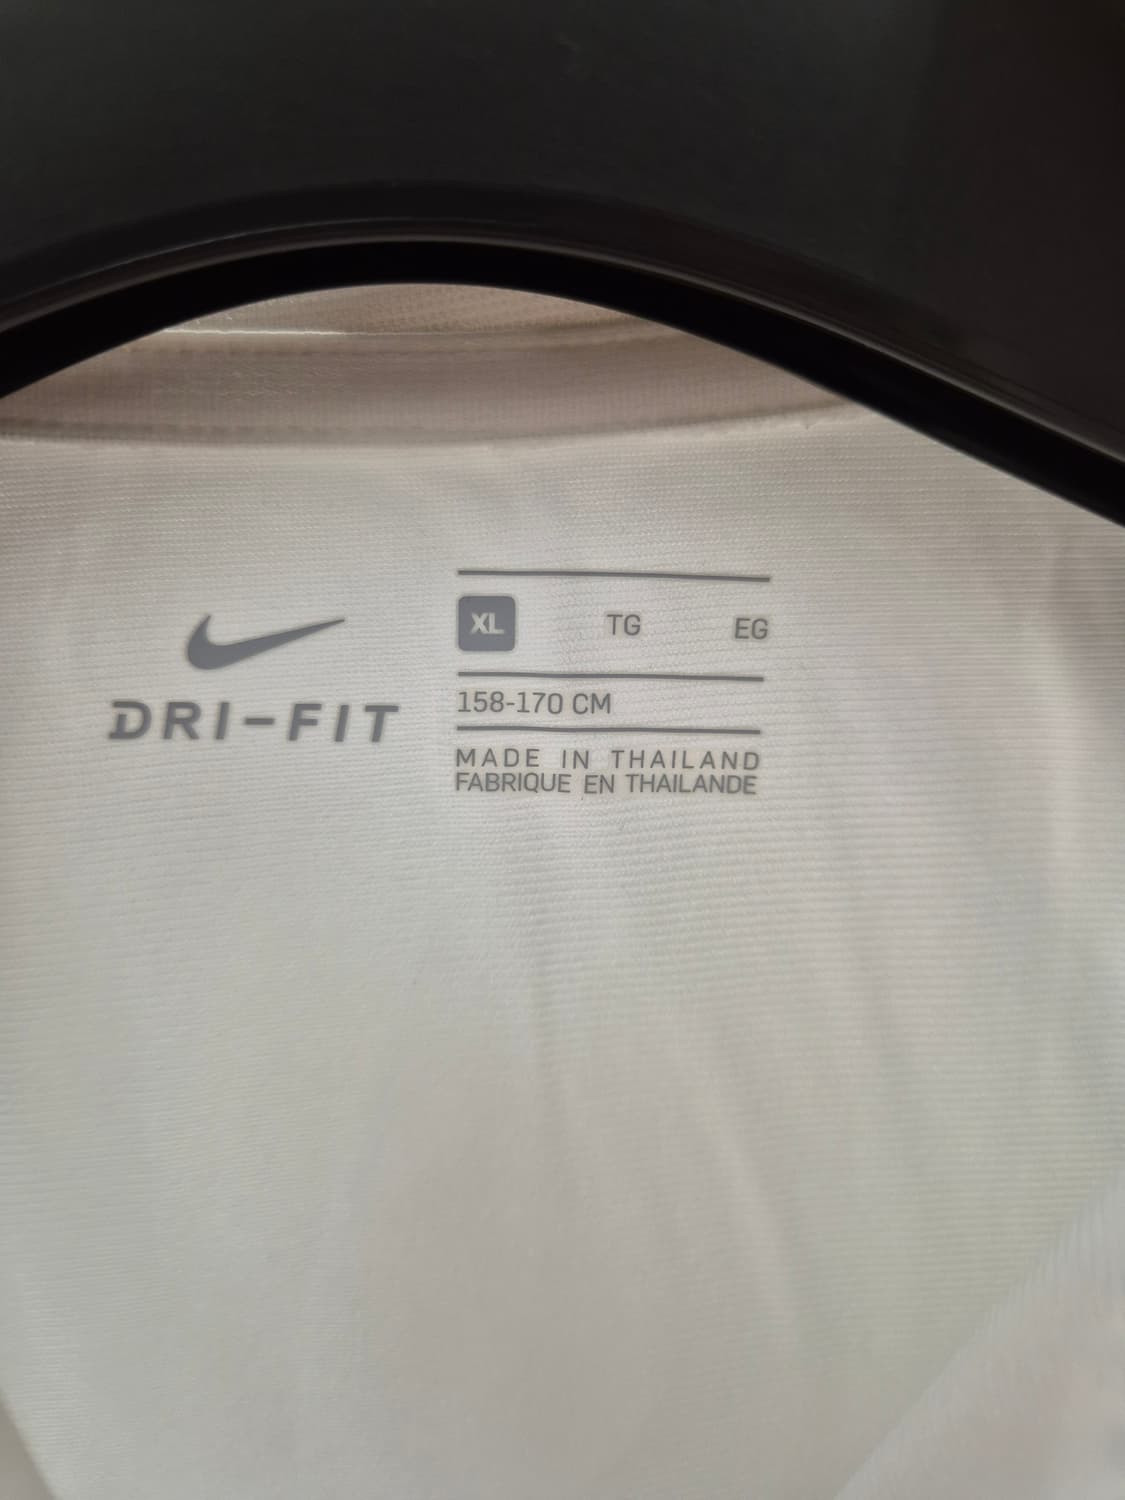 DRI-FIT
XL TG EG
158-170 CM
MADE IN THAILAND
FABRIQUE EN THAILANDE